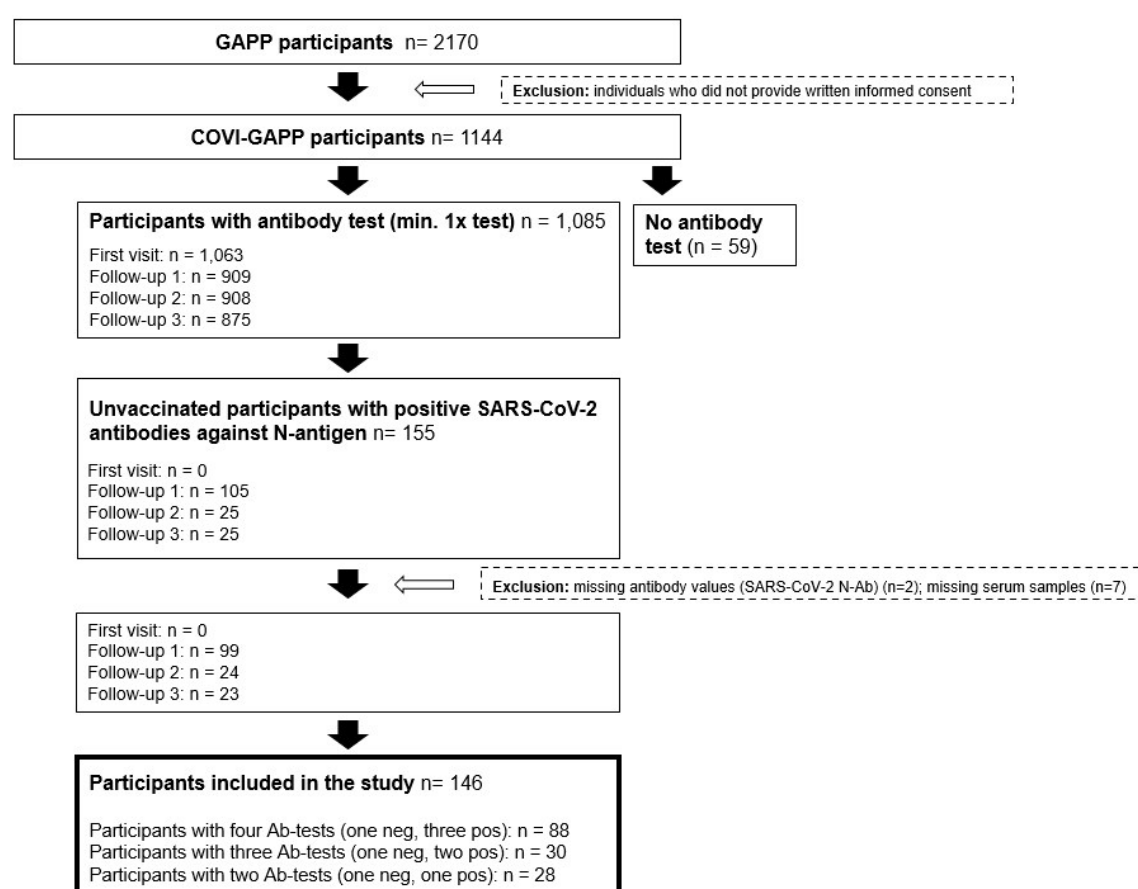 GAPP participants n= 2170
Exclusion: individuals who did not provide written informed consent
COVI-GAPP participants n= 1144
Participants with antibody test (min. 1x test) n = 1,085
First visit: n = 1,063
Follow-up 1: n = 909
Follow-up 2: n = 908
Follow-up 3: n = 875
No antibody
test (n = 59)
Unvaccinated participants with positive SARS-CoV-2
antibodies against N-antigen n= 155
First visit: n = 0
Follow-up 1: n = 105
Follow-up 2: n = 25
Follow-up 3: n = 25
Exclusion: missing antibody values (SARS-CoV-2 N-Ab) (n=2); missing serum samples (n=7)
First visit: n = 0
Follow-up 1: n = 99
Follow-up 2: n = 24
Follow-up 3: n = 23
Participants included in the study n= 146
Participants with four Ab-tests (one neg, three pos): n = 88
Participants with three Ab-tests (one neg, two pos): n = 30
Participants with two Ab-tests (one neg, one pos): n = 28